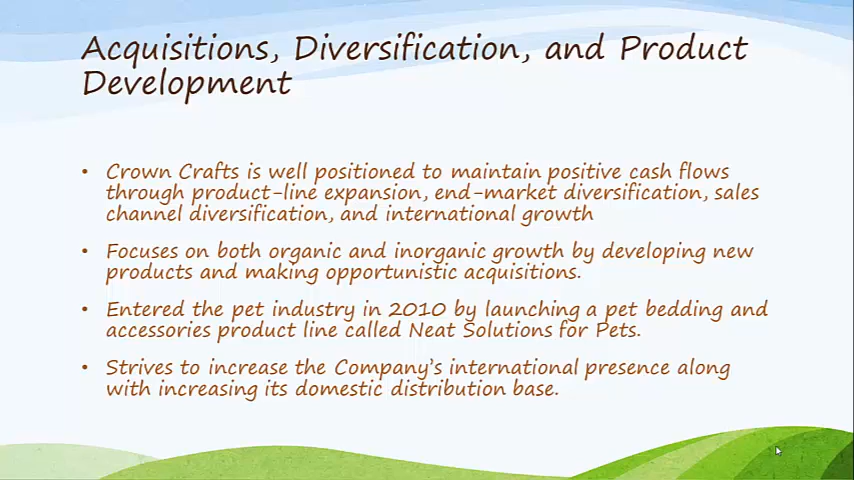 Acquisitions, Diversification, and Product
Development
• Crown Crafts is well positioned to maintain positive cash flows
through product-line expansion, end-market diversification, sales
channel diversification, and international growth
• Focuses on both organic and inorganic growth by developing new
products and making opportunistic acquisitions.
• Entered the pet industry in 2010 by launching a pet bedding and
accessories product line called Neat Solutions for Pets.
• Strives to increase the Company's international presence along
with increasing its domestic distribution base.